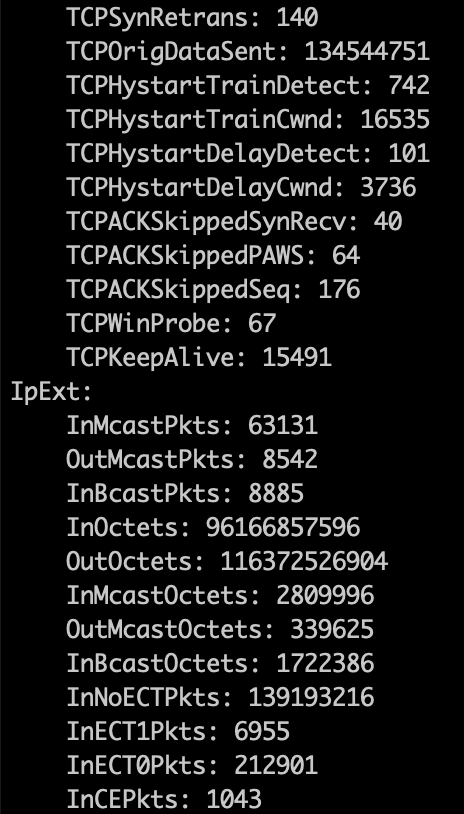 TCPSynRetrans: 140
TCPOrigDataSent: 134544751
TCPHystartTrainDetect: 742
TCPHystartTrainCwnd: 16535
TCPHystartDelayDetect: 101
TCPHystartDelayCwnd: 3736
TCPACKSkippedSynRecv: 40
TCPACKSkippedPAWS: 64
TCPACKSkippedSeq: 176
TCPWinProbe: 67
TCPKeepAlive: 15491
IpExt:
InMcastPkts: 63131
OutMcastPkts: 8542
InBcastPkts: 8885
InOctets: 96166857596
OutOctets: 116372526904
InMcastOctets: 2809996
OutMcastOctets: 339625
InBcastOctets: 1722386
InNoECTPkts: 139193216
InECT1Pkts: 6955
InECT0Pkts: 212901
InCEPkts: 1043